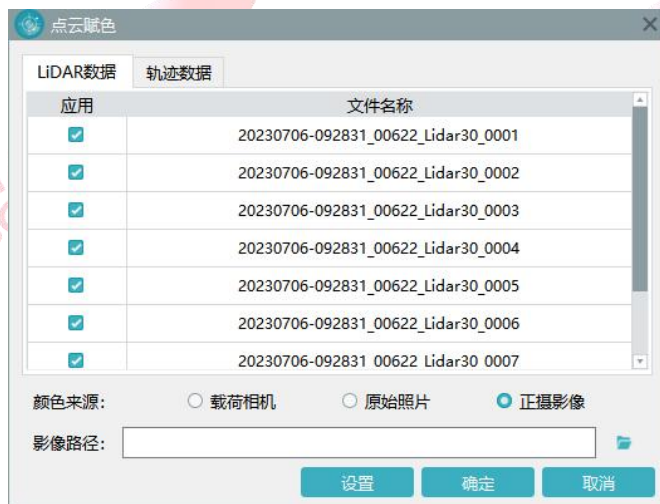 点云赋色
LiDAR数据 轨迹数据
应用 文件名称
20230706-092831_00622_Lidar30_0001
20230706-092831_00622_Lidar30_0002
20230706-092831_00622_Lidar30_0003
20230706-092831_00622_Lidar30_0004
20230706-092831_00622_Lidar30_0005
20230706-092831_00622_Lidar30_0006
20230706-092831_00622_Lidar30_0007
颜色来源: 载荷相机 原始照片 正摄影像
影像路径:
设置 确定 取消